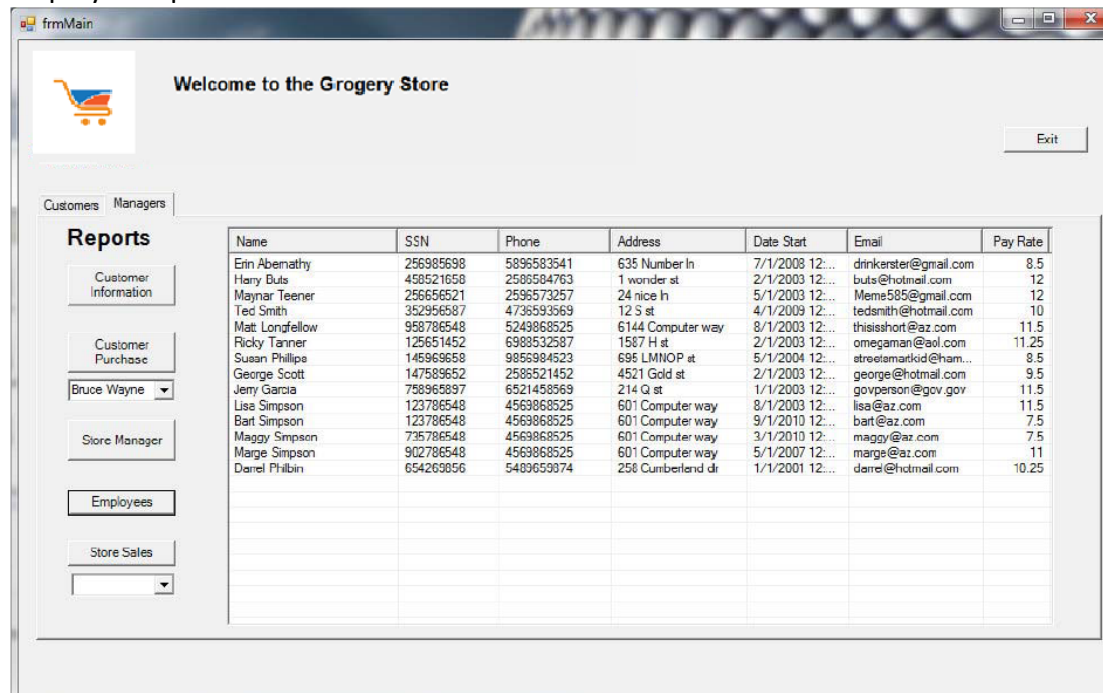 frmMain
Welcome to the Grogery Store
Exit
Customers Managers
Reports
Customer Information
Customer Purchase
Bruce Wayne
Store Manager
Employees
Store Sales
Name SSN Phone Address Date Start Email Pay Rate
Erin Abernathy 256985698 5896583541 635 Number ln 7/1/2008 12:... drinkerster@gmail.com 8.5
Harry Buts 458521658 2586584763 1 wonder st 2/1/2003 12:... buts@hotmail.com 12
Maynar Teener 256656521 2596573257 24 nice ln 5/1/2003 12:... Meme585@gmail.com 12
Ted Smith 352956587 4736593569 12 S st 4/1/2009 12:... tedsmith@hotmail.com 10
Matt Longfellow 958786548 5249868525 6144 Computer way 8/1/2003 12:... thisisshort@az.com 11.5
Ricky Tanner 125651452 6988532587 1587 H st 2/1/2003 12:... omegaman@aol.com 11.25
Susan Phillips 145969658 9856984523 695 LMNOP st 5/1/2004 12:... streetsmartkid@ham... 8.5
George Scott 147589652 2586521452 4521 Gold st 2/1/2003 12:... george@hotmail.com 9.5
Jerry Garcia 758965897 6521458569 214 Q st 1/1/2003 12:... govperson@gov.gov 11.5
Lisa Simpson 123786548 4569868525 601 Computer way 8/1/2003 12:... lisa@az.com 11.5
Bart Simpson 123786548 4569868525 601 Computer way 9/1/2010 12:... bart@az.com 7.5
Maggy Simpson 735786548 4569868525 601 Computer way 3/1/2010 12:... maggy@az.com 7.5
Marge Simpson 902786548 4569868525 601 Computer way 5/1/2007 12:... marge@az.com 11
Darrel Philbin 654269856 5489659874 258 Cumberland dr 1/1/2001 12:... darrel@hotmail.com 10.25